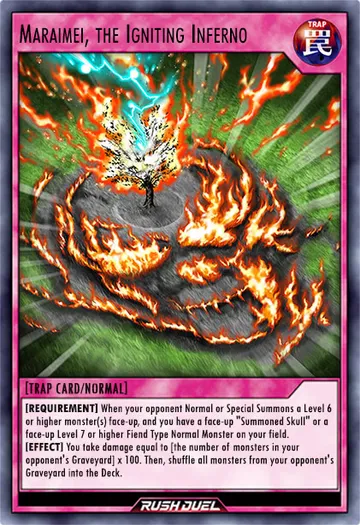 Maraimei, the Igniting Inferno
TRAP
罠
[TRAP CARD/NORMAL]
[REQUIREMENT] When your opponent Normal or Special Summons a Level 6
or higher monster(s) face-up, and you have a face-up "Summoned Skull" or a
face-up Level 7 or higher Fiend Type Normal Monster on your field.
[EFFECT] You take damage equal to [the number of monsters in your
opponent's Graveyard] x 100. Then, shuffle all monsters from your opponent's
Graveyard into the Deck.
RUSH DUEL